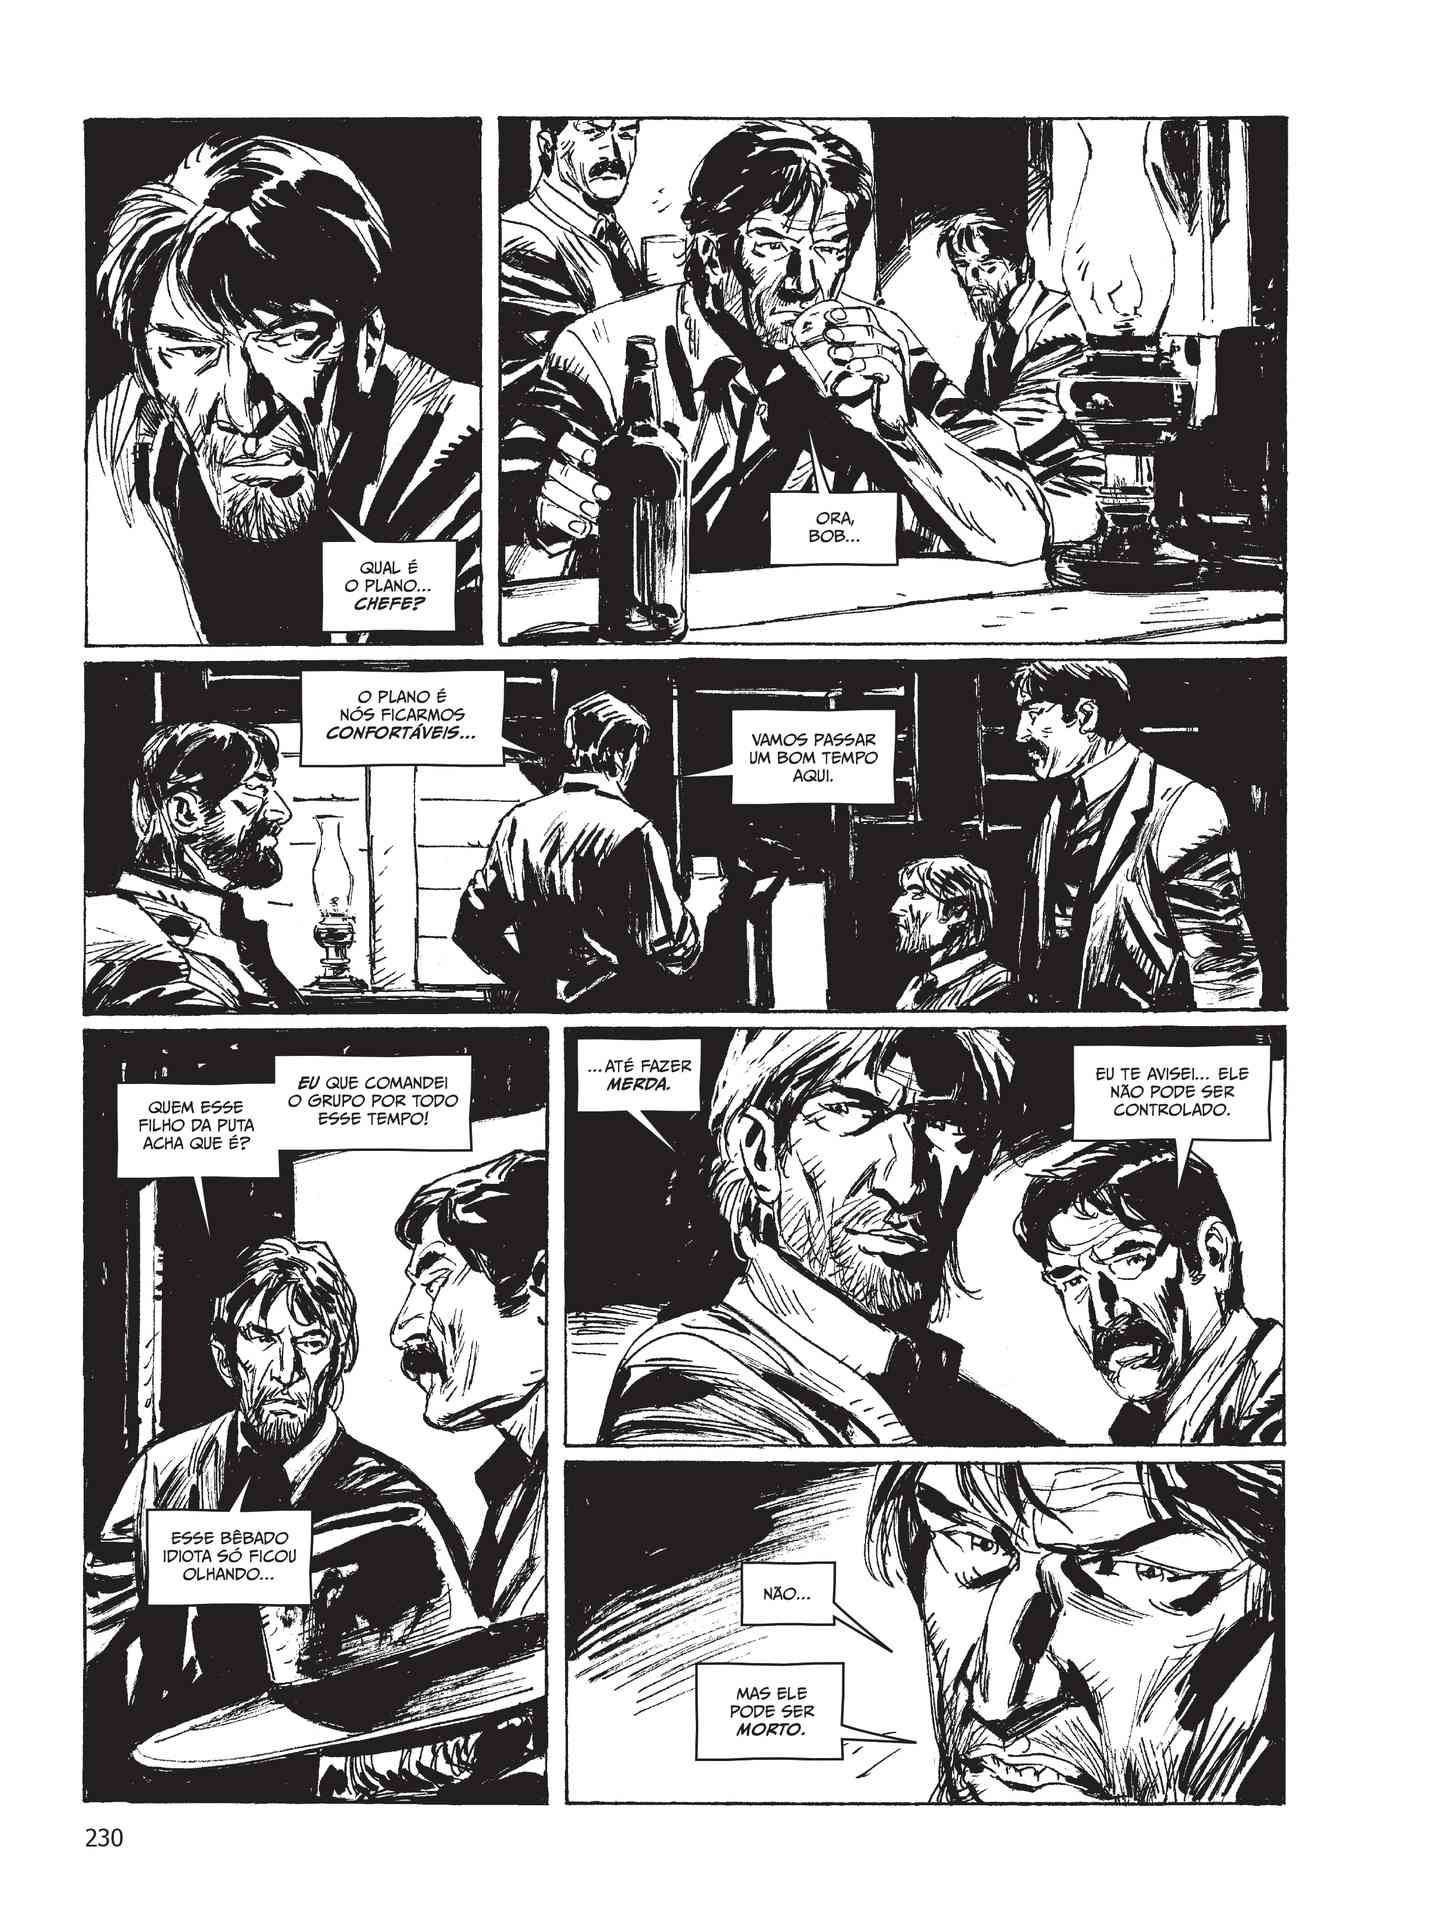 QUAL É
O PLANO...
CHEFE?
ORA,
BOB...
O PLANO É
NÓS FICARMOS
CONFORTÁVEIS...
VAMOS PASSAR
UM BOM TEMPO
AQUI.
QUEM ESSE
FILHO DA PUTA
ACHA QUE É?
EU QUE COMANDEI
O GRUPO POR TODO
ESSE TEMPO!
ESSE BÊBADO
IDIOTA SÓ FICOU
OLHANDO...
...ATÉ FAZER
MERDA.
EU TE AVISEI... ELE
NÃO PODE SER
CONTROLADO.
NÃO...
MAS ELE
PODE SER
MORTO.
230